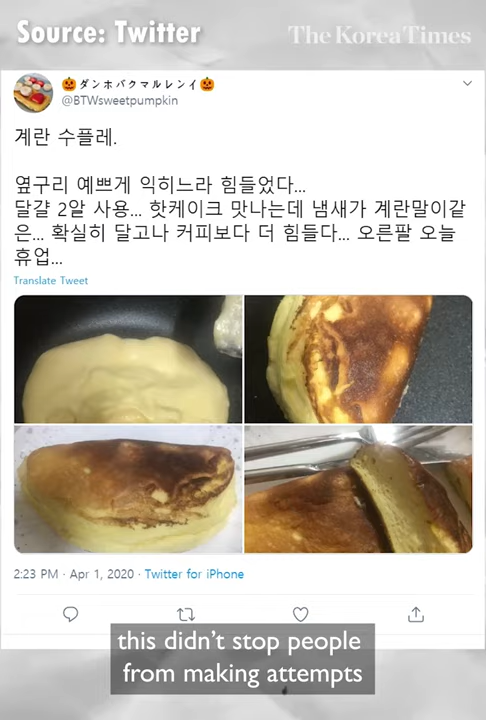 Source: Twitter
The Korea Times
🎃ダンホバクマルレンイ🎃
@BTWsweetpumpkin
계란 수플레.
옆구리 예쁘게 익히느라 힘들었다...
달걀 2알 사용... 핫케이크 맛나는데 냄새가 계란말이같
은... 확실히 달고나 커피보다 더 힘들다... 오른팔 오늘
휴업...
Translate Tweet
2:23 PM · Apr 1, 2020 · Twitter for iPhone
this didn't stop people
from making attempts